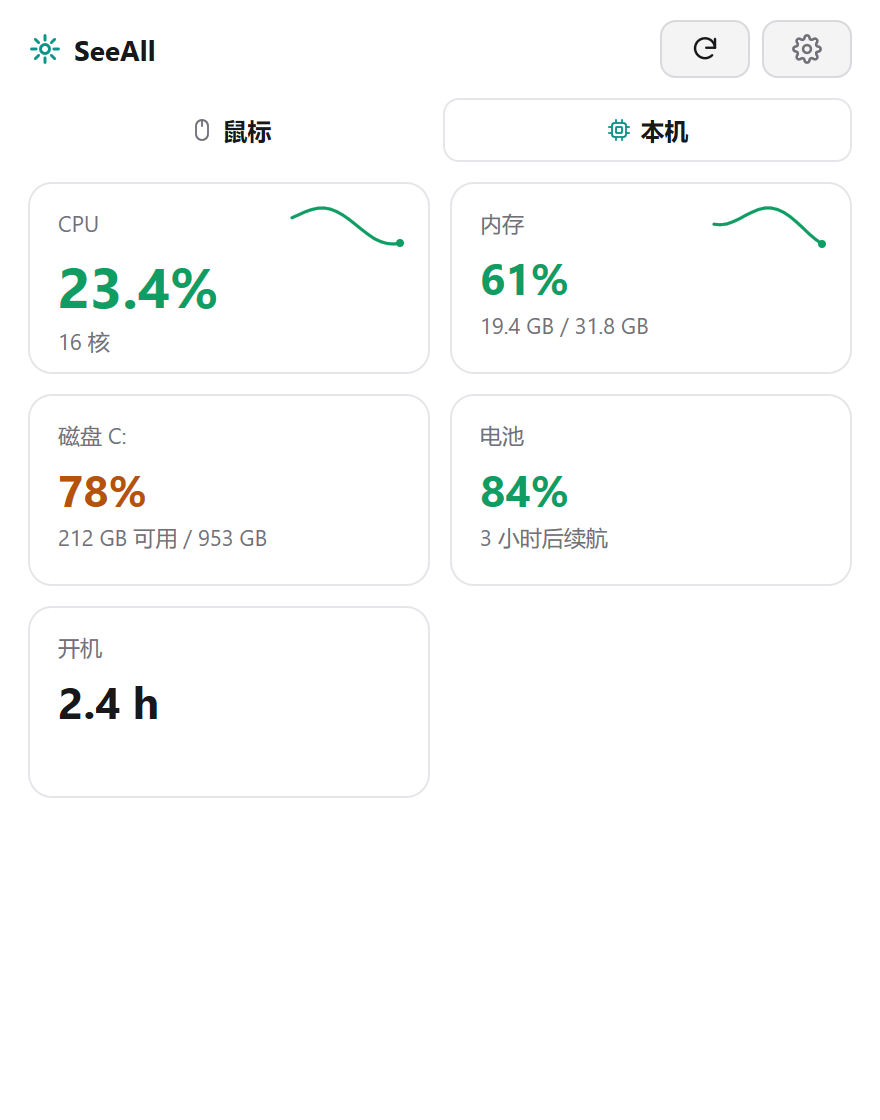 SeeAll
鼠标
本机
CPU
23.4%
16 核
内存
61%
19.4 GB / 31.8 GB
磁盘 C:
78%
212 GB 可用 / 953 GB
电池
84%
3 小时后续航
开机
2.4 h